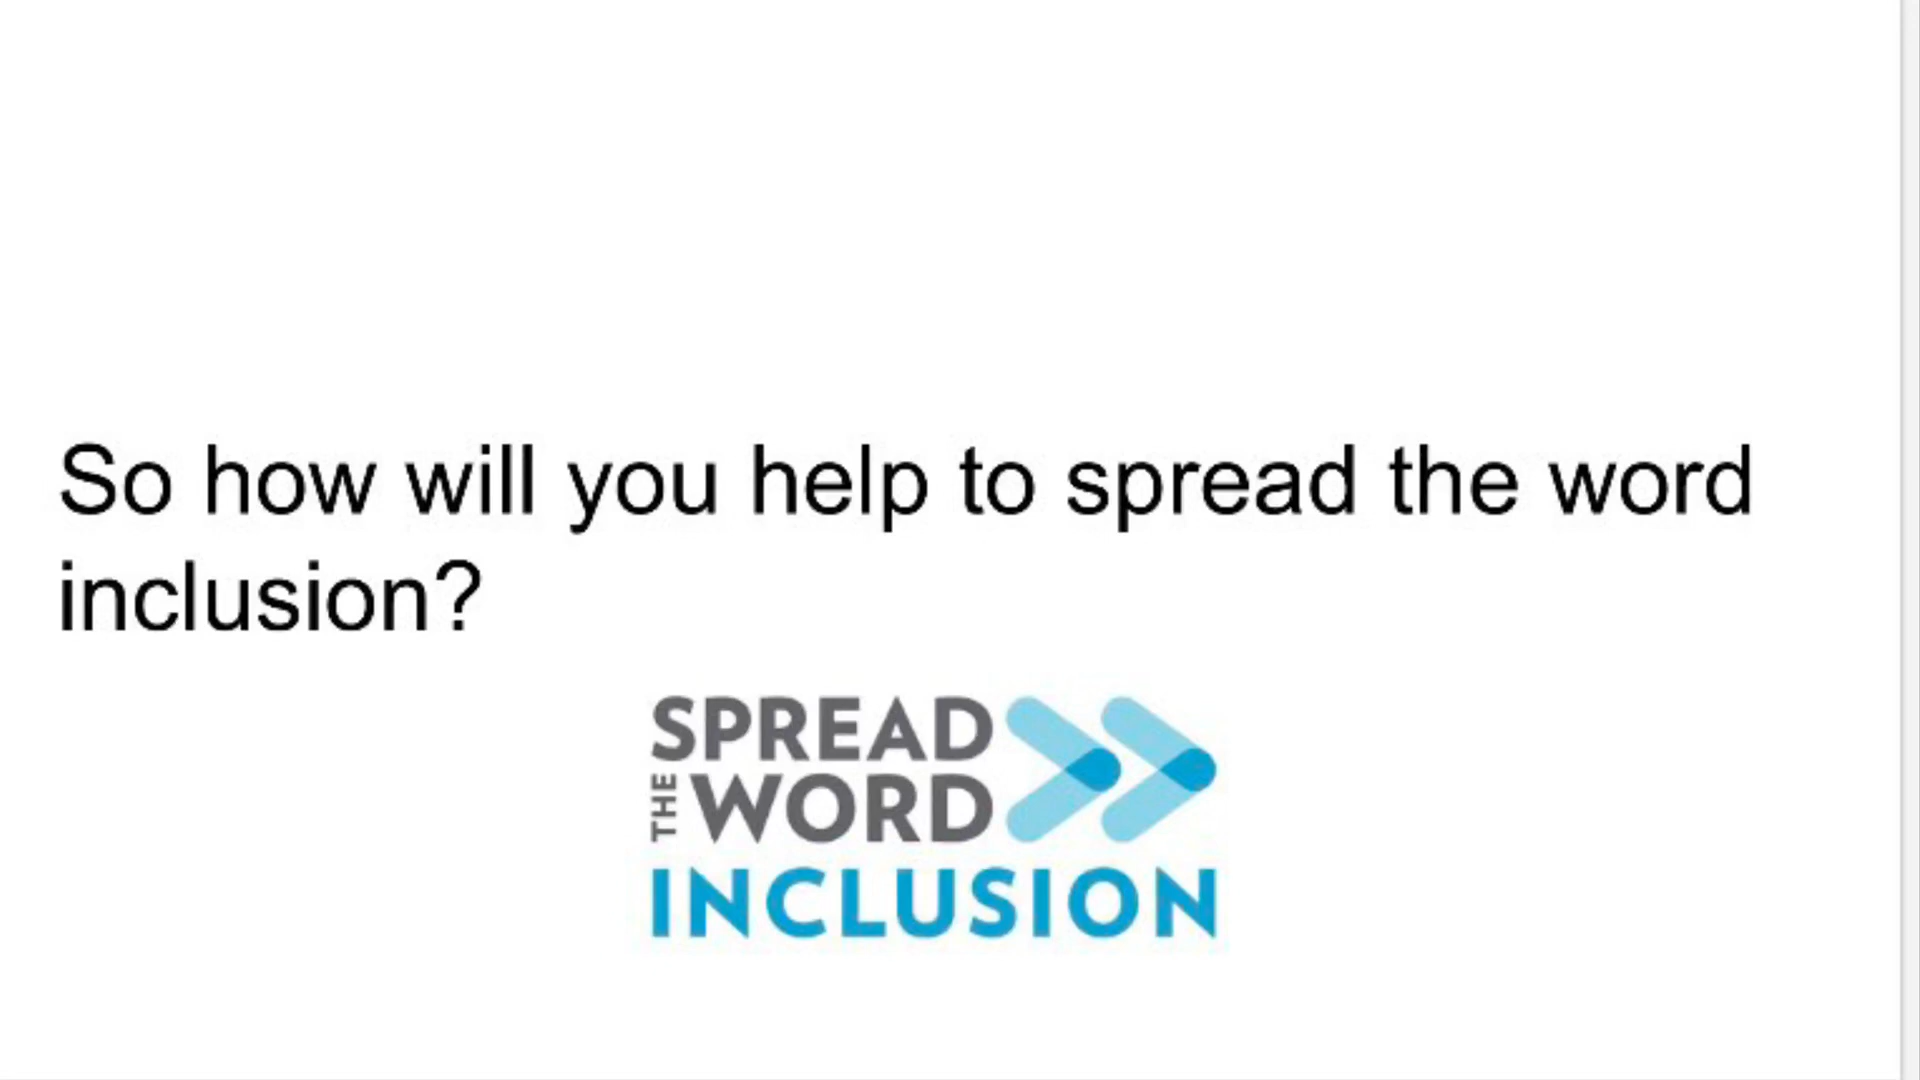 So how will you help to spread the word
inclusion?
SPREAD
THE WORD
INCLUSION